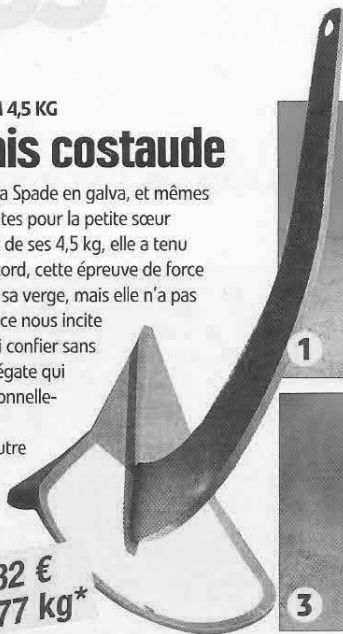 4,5 KG
is costaude
a Spade en galva, et mêmes
tes pour la petite sœur
de ses 4,5 kg, elle a tenu
ord, cette épreuve de force
sa verge, mais elle n'a pas
ce nous incite
i confier sans
égate qui
onnelle-
utre
32 €
77 kg*
1
3